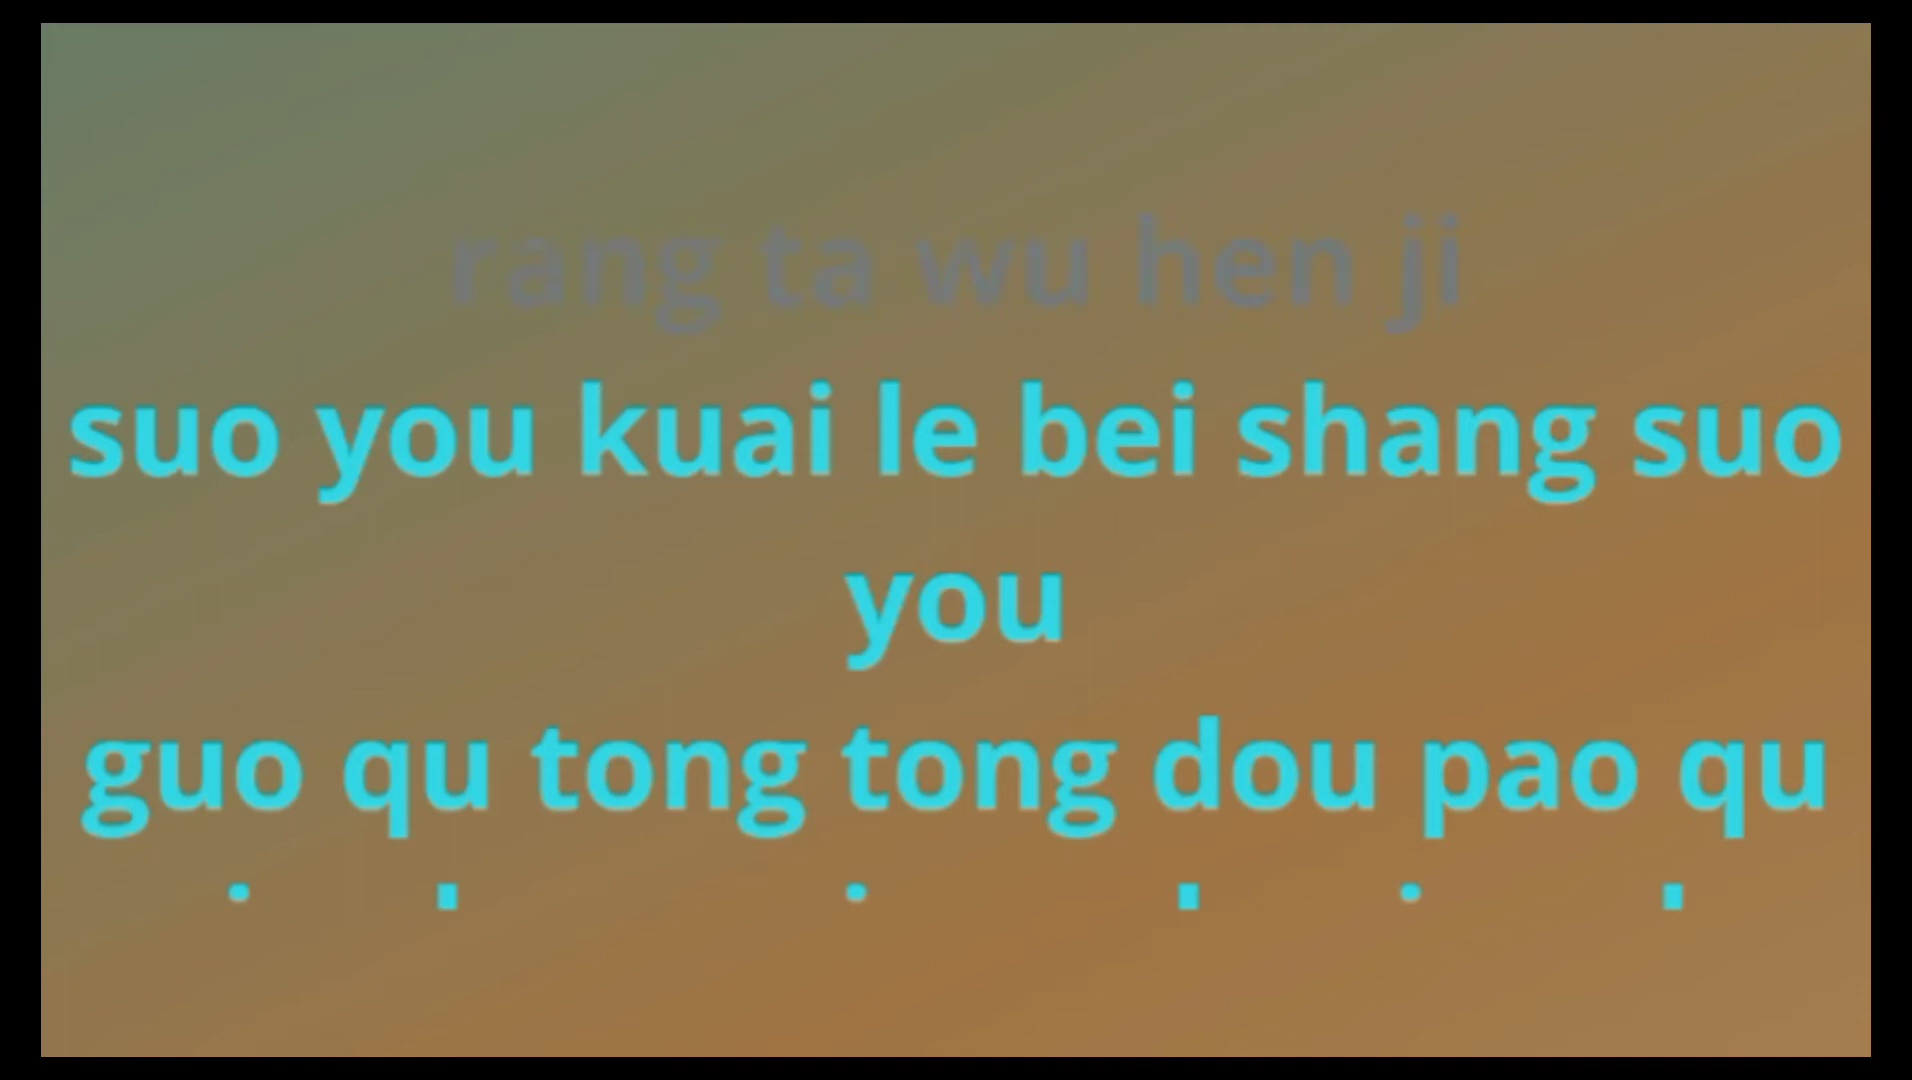 rang ta wu hen ji
suo you kuai le bei shang suo
you
guo qu tong tong dou pao qu